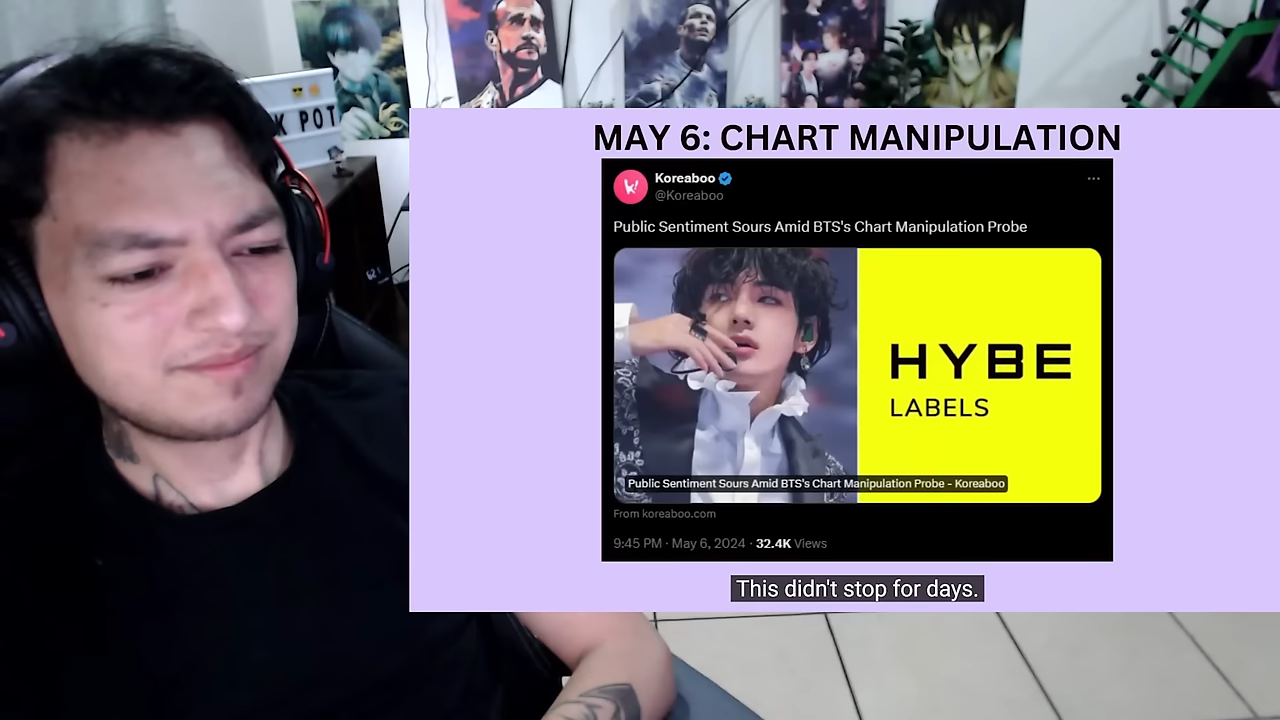 K POT
MAY 6: CHART MANIPULATION
k!
Koreaboo
@Koreaboo
Public Sentiment Sours Amid BTS's Chart Manipulation Probe
HYBE
LABELS
Public Sentiment Sours Amid BTS's Chart Manipulation Probe - Koreaboo
From koreaboo.com
9:45 PM · May 6, 2024 · 32.4K Views
This didn't stop for days.